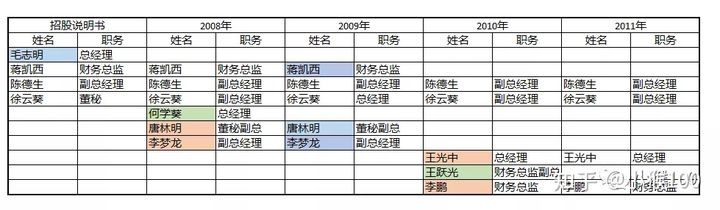 招股说明书 2008年 2009年 2010年 2011年
姓名 职务 姓名 职务 姓名 职务 姓名 职务 姓名 职务
毛志明 总经理
蒋凯西 财务总监 蒋凯西 财务总监 蒋凯西 财务总监
陈德生 副总经理 陈德生 副总经理 陈德生 副总经理 陈德生 副总经理 陈德生 副总经理
徐云葵 董秘 徐云葵 副总经理 徐云葵 总经理 徐云葵 副总经理 徐云葵 副总经理
何学葵 总经理
唐林明 董秘副总 唐林明 董秘副总
李梦龙 副总经理 李梦龙 副总经理
王光中 总经理 王光中 总经理
王跃光 财务总监副总
李鹏 财务总监 李鹏 财务总监
知乎